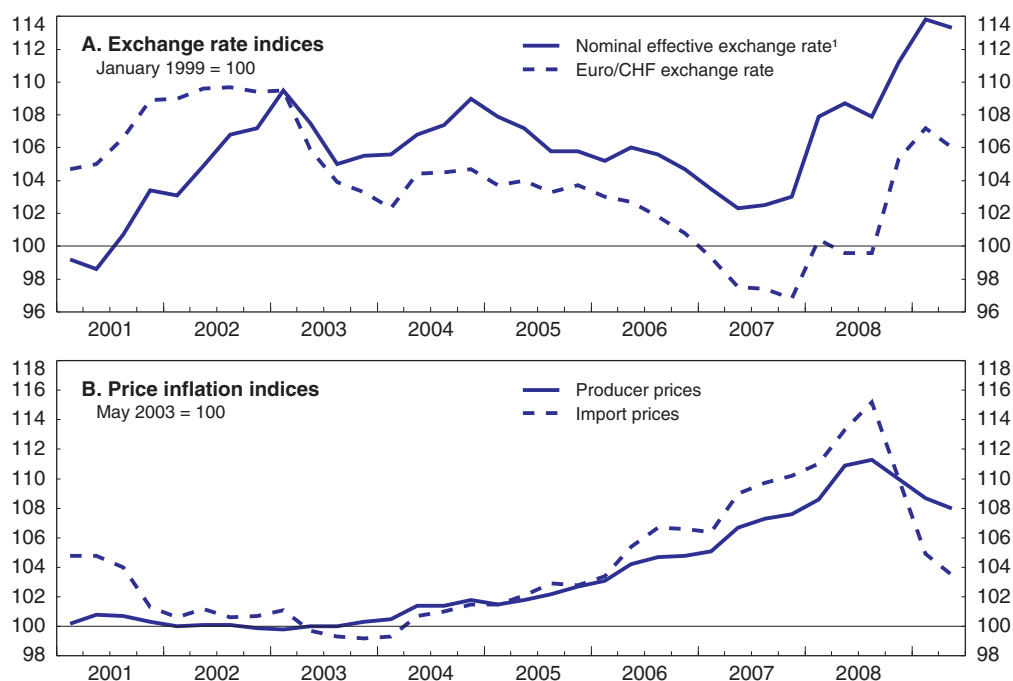 A. Exchange rate indices
January 1999 = 100
Nominal effective exchange rate¹
Euro/CHF exchange rate
114 114
112 112
110 110
108 108
106 106
104 104
102 102
100 100
98 98
96 96
2001 2002 2003 2004 2005 2006 2007 2008
B. Price inflation indices
May 2003 = 100
Producer prices
Import prices
118 118
116 116
114 114
112 112
110 110
108 108
106 106
104 104
102 102
100 100
98 98
2001 2002 2003 2004 2005 2006 2007 2008